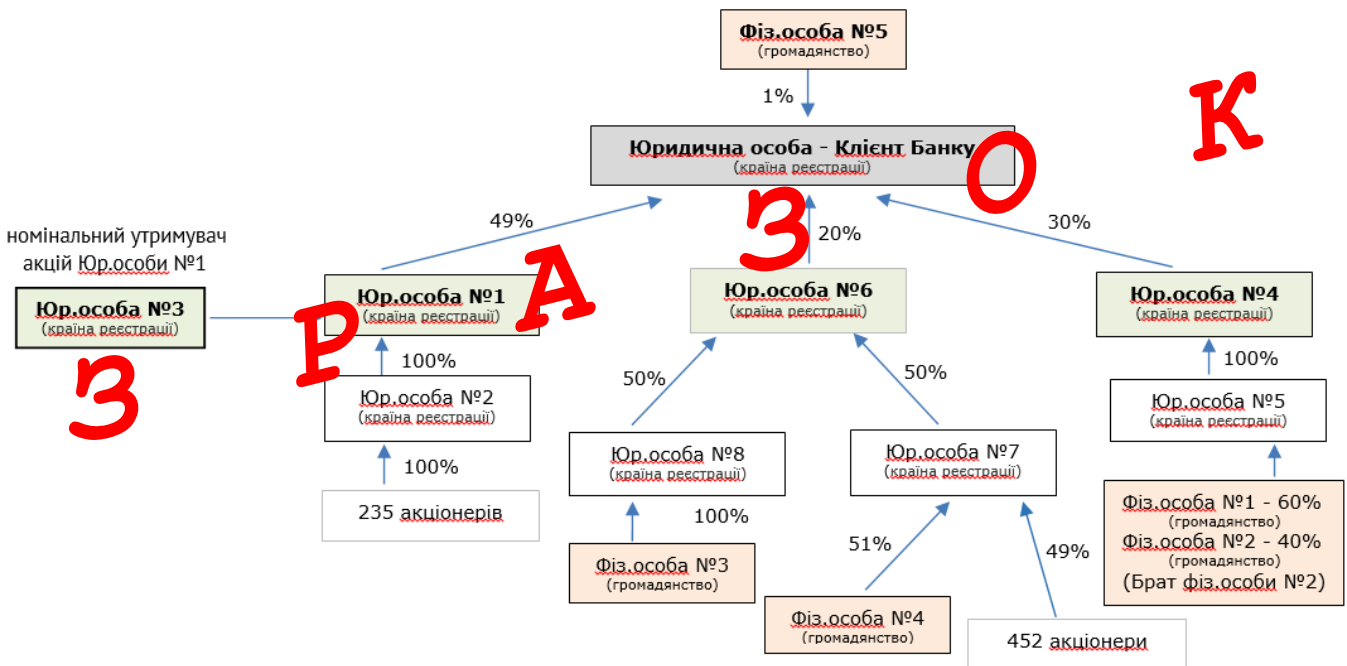 Фіз.особа №5
(громадянство)
1%
К
Юридична особа - Клієнт Банку
(країна реєстрації)
О
З
49%
20%
30%
номінальний утримувач
акцій Юр.особи №1
Юр.особа №3
(країна реєстрації)
З
Р
Юр.особа №1
(країна реєстрації)
А
Юр.особа №6
(країна реєстрації)
Юр.особа №4
(країна реєстрації)
100%
Юр.особа №2
(країна реєстрації)
100%
235 акціонерів
50%
50%
Юр.особа №8
(країна реєстрації)
100%
Фіз.особа №3
(громадянство)
Юр.особа №7
(країна реєстрації)
51%
49%
Фіз.особа №4
(громадянство)
452 акціонери
100%
Юр.особа №5
(країна реєстрації)
Фіз.особа №1 - 60%
(громадянство)
Фіз.особа №2 - 40%
(громадянство)
(Брат фіз.особи №2)